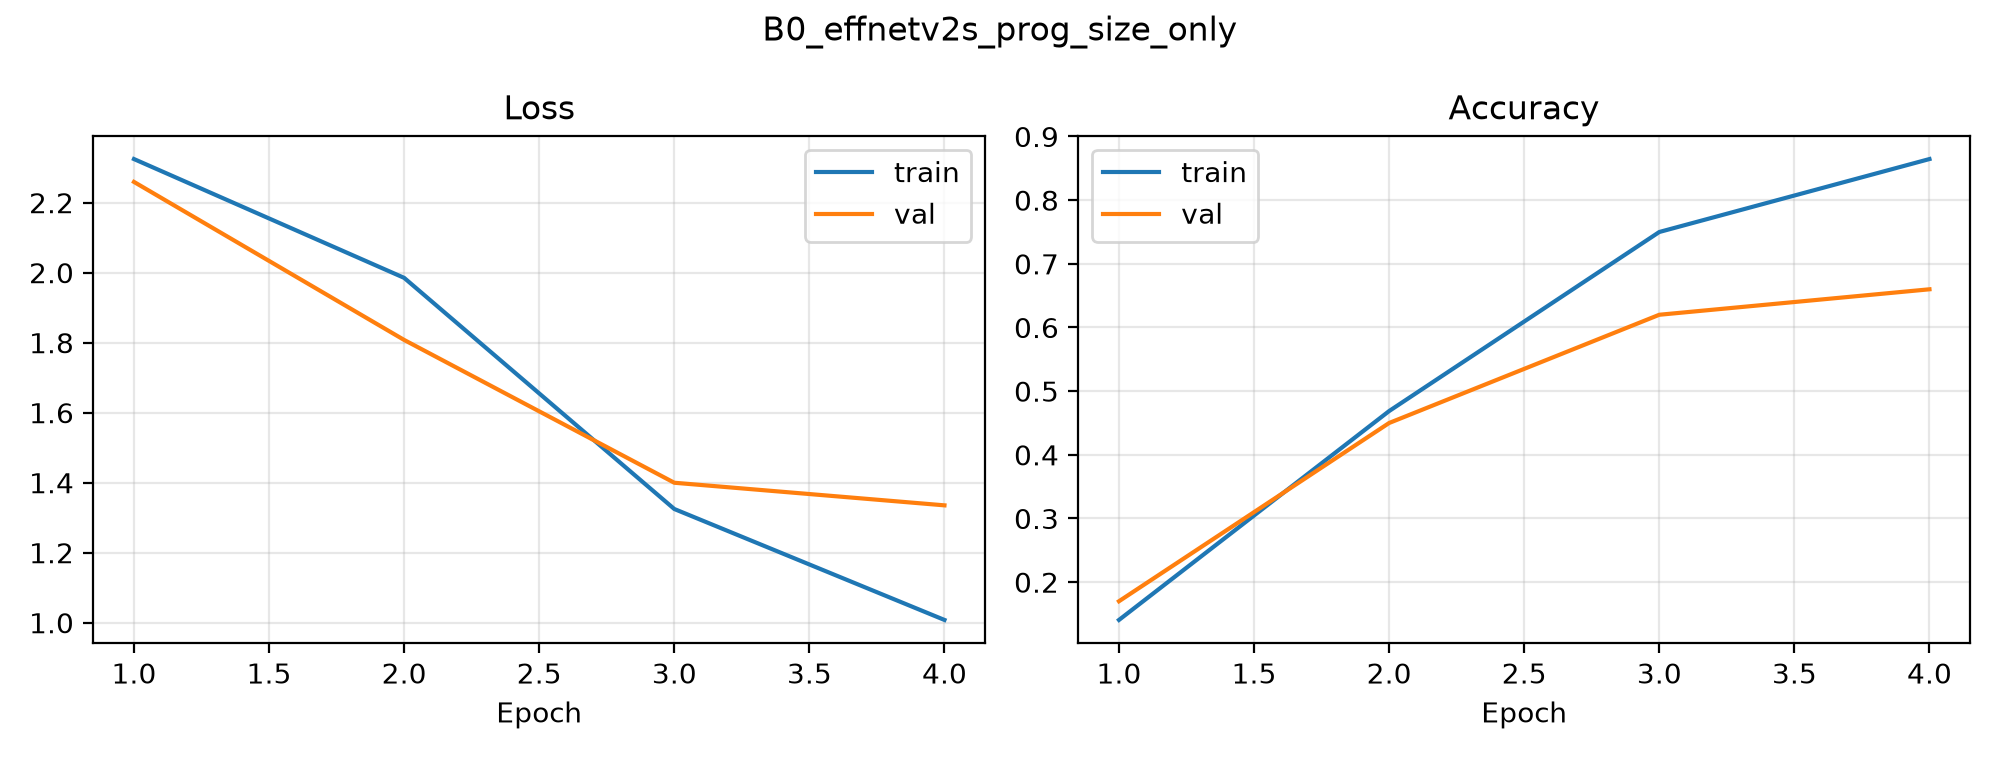 B0_effnetv2s_prog_size_only
Loss
train
val
2.2
2.0
1.8
1.6
1.4
1.2
1.0
1.0 1.5 2.0 2.5 3.0 3.5 4.0
Epoch
Accuracy
train
val
0.9
0.8
0.7
0.6
0.5
0.4
0.3
0.2
1.0 1.5 2.0 2.5 3.0 3.5 4.0
Epoch